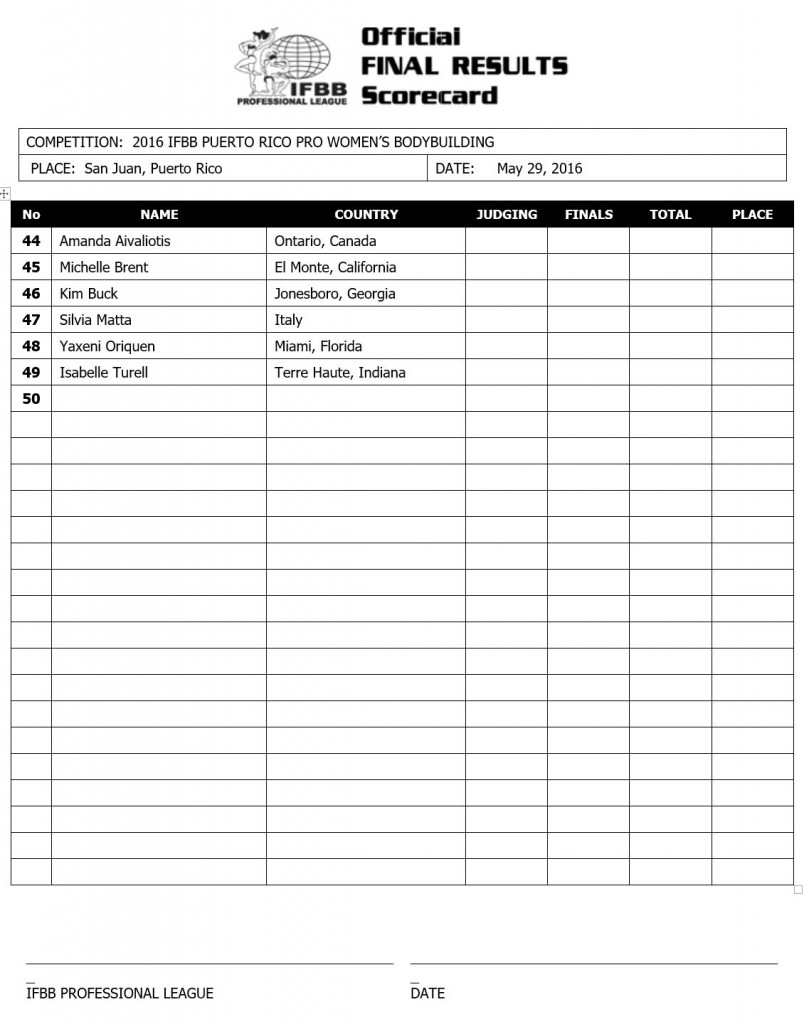 IFBB
PROFESSIONAL LEAGUE
Official
FINAL RESULTS
Scorecard
COMPETITION: 2016 IFBB PUERTO RICO PRO WOMEN'S BODYBUILDING
PLACE: San Juan, Puerto Rico DATE: May 29, 2016
No NAME COUNTRY JUDGING FINALS TOTAL PLACE
44 Amanda Aivaliotis Ontario, Canada
45 Michelle Brent El Monte, California
46 Kim Buck Jonesboro, Georgia
47 Silvia Matta Italy
48 Yaxeni Oriquen Miami, Florida
49 Isabelle Turell Terre Haute, Indiana
50
IFBB PROFESSIONAL LEAGUE DATE